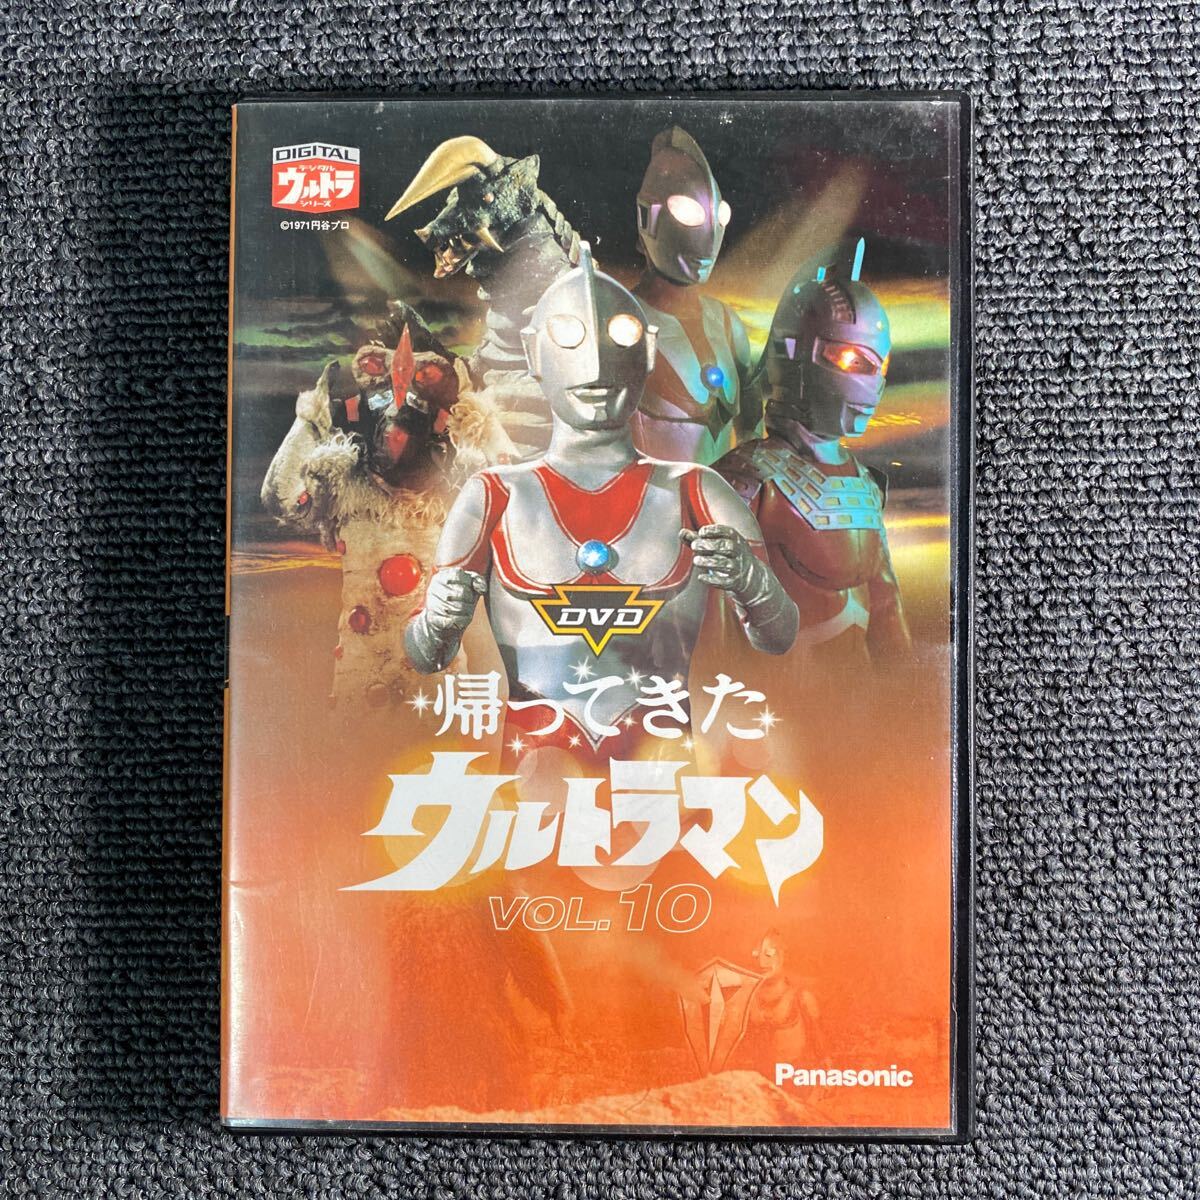 DIGITAL
デジタル
ウルトラ
シリーズ
©1971円谷プロ
DVD
帰ってきた
ウルトラマン
VOL.10
Panasonic